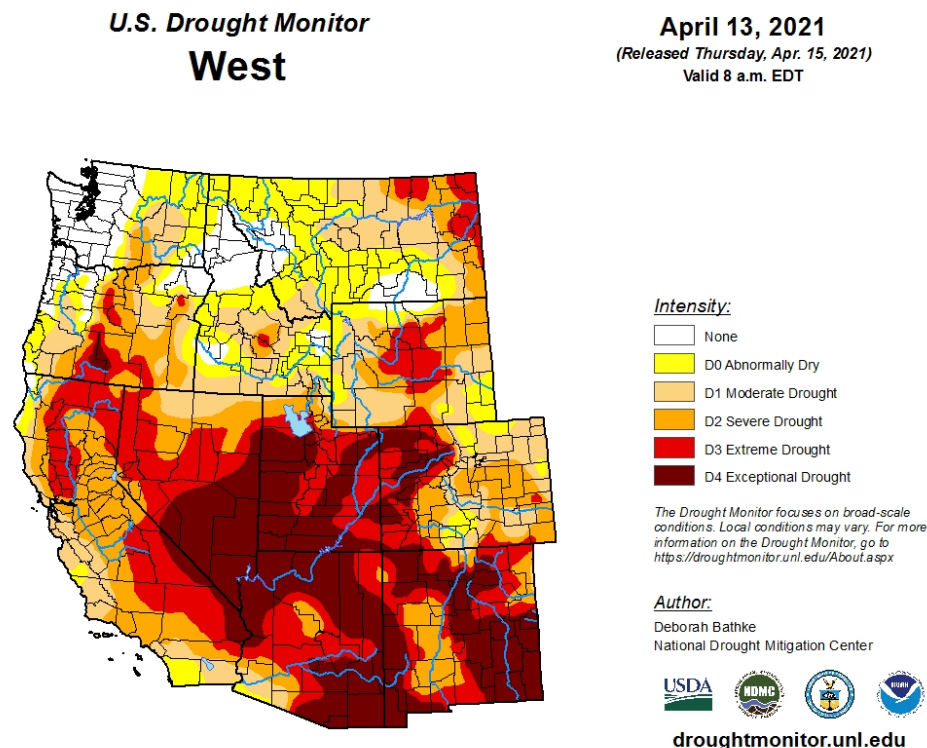 U.S. Drought Monitor
West
April 13, 2021
(Released Thursday, Apr. 15, 2021)
Valid 8 a.m. EDT
Intensity:
None
D0 Abnormally Dry
D1 Moderate Drought
D2 Severe Drought
D3 Extreme Drought
D4 Exceptional Drought
The Drought Monitor focuses on broad-scale
conditions. Local conditions may vary. For more
information on the Drought Monitor, go to
https://droughtmonitor.unl.edu/About.aspx
Author:
Deborah Bathke
National Drought Mitigation Center
USDA
NDMC
NOAA
droughtmonitor.unl.edu